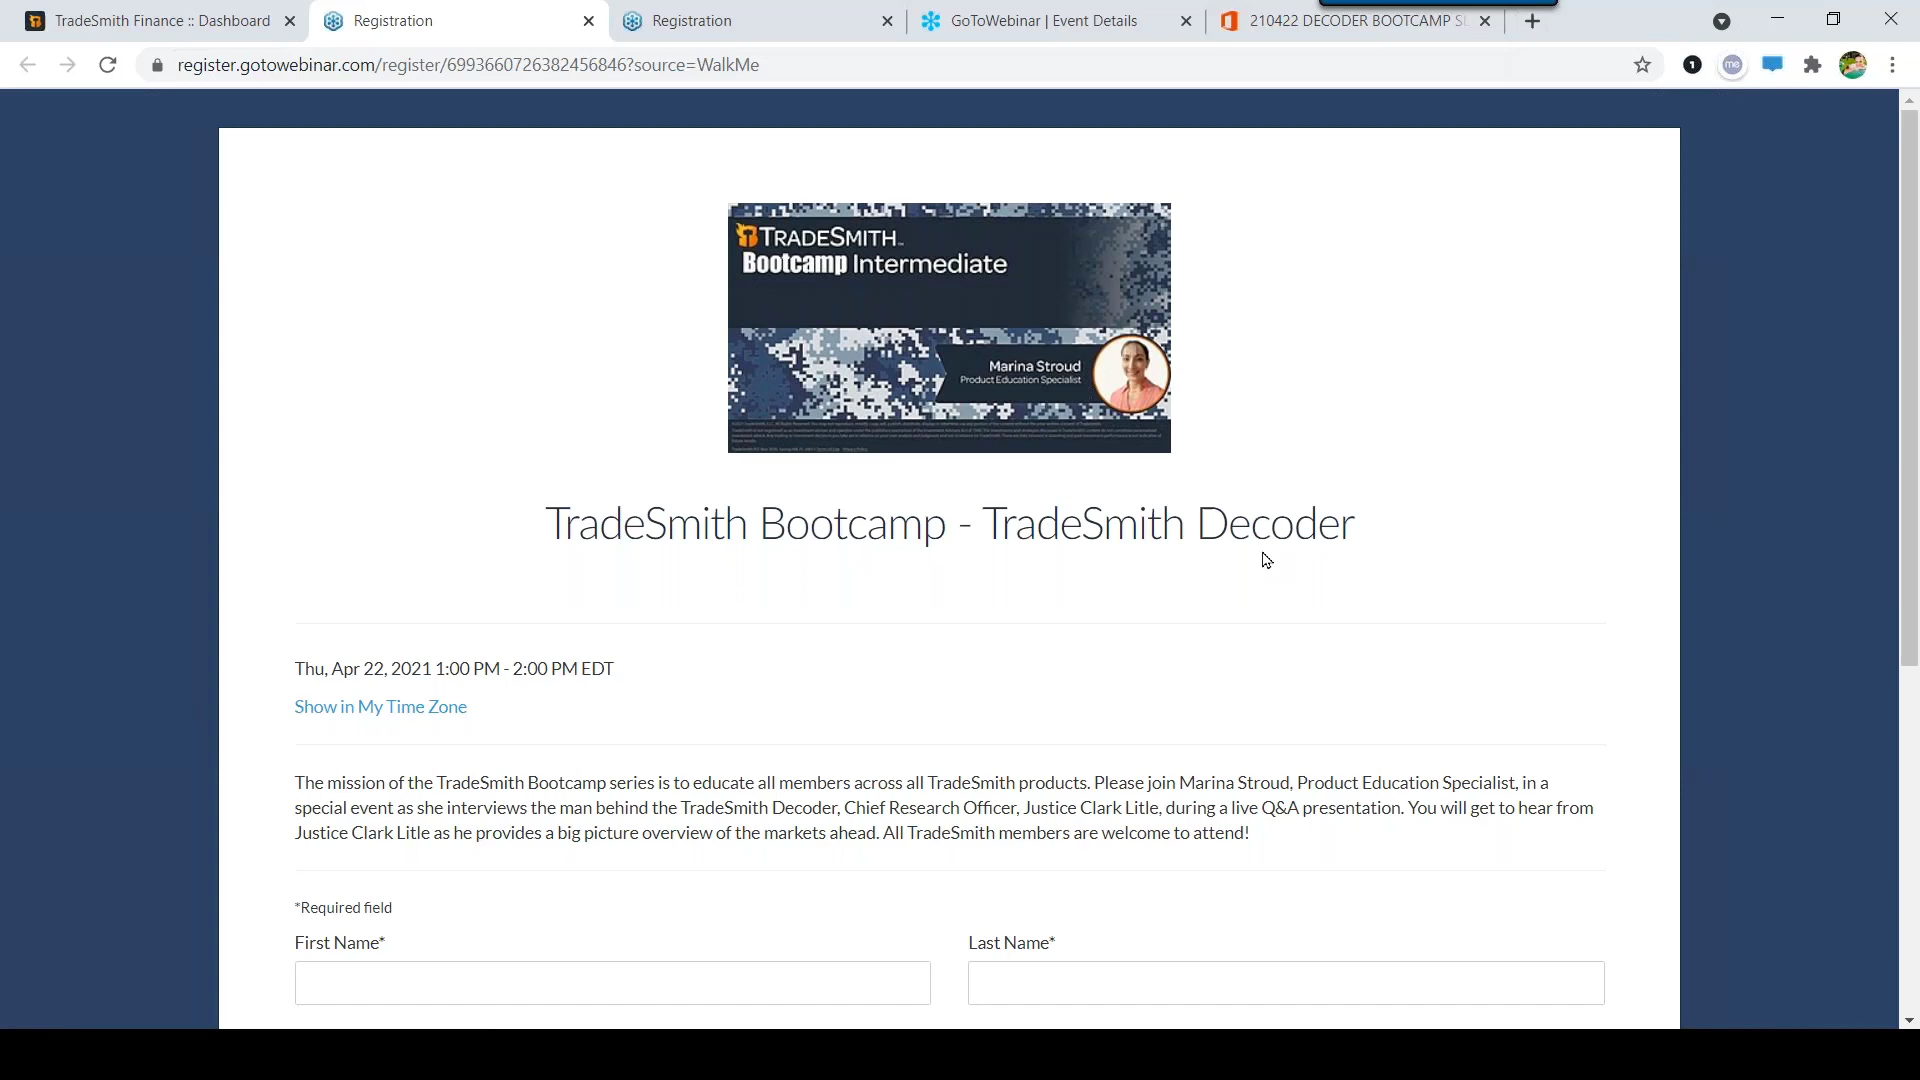 TradeSmith Finance :: Dashboard
Registration
Registration
GoToWebinar | Event Details
210422 DECODER BOOTCAMP
register.gotowebinar.com/register/6993660726382456846?source=WalkMe
1
me
TRADESMITH
Bootcamp Intermediate
Marina Stroud
Product Education Specialist
TradeSmith Bootcamp - TradeSmith Decoder
Thu, Apr 22, 2021 1:00 PM - 2:00 PM EDT
Show in My Time Zone
The mission of the TradeSmith Bootcamp series is to educate all members across all TradeSmith products. Please join Marina Stroud, Product Education Specialist, in a
special event as she interviews the man behind the TradeSmith Decoder, Chief Research Officer, Justice Clark Litle, during a live Q&A presentation. You will get to hear from
Justice Clark Litle as he provides a big picture overview of the markets ahead. All TradeSmith members are welcome to attend!
*Required field
First Name*
Last Name*